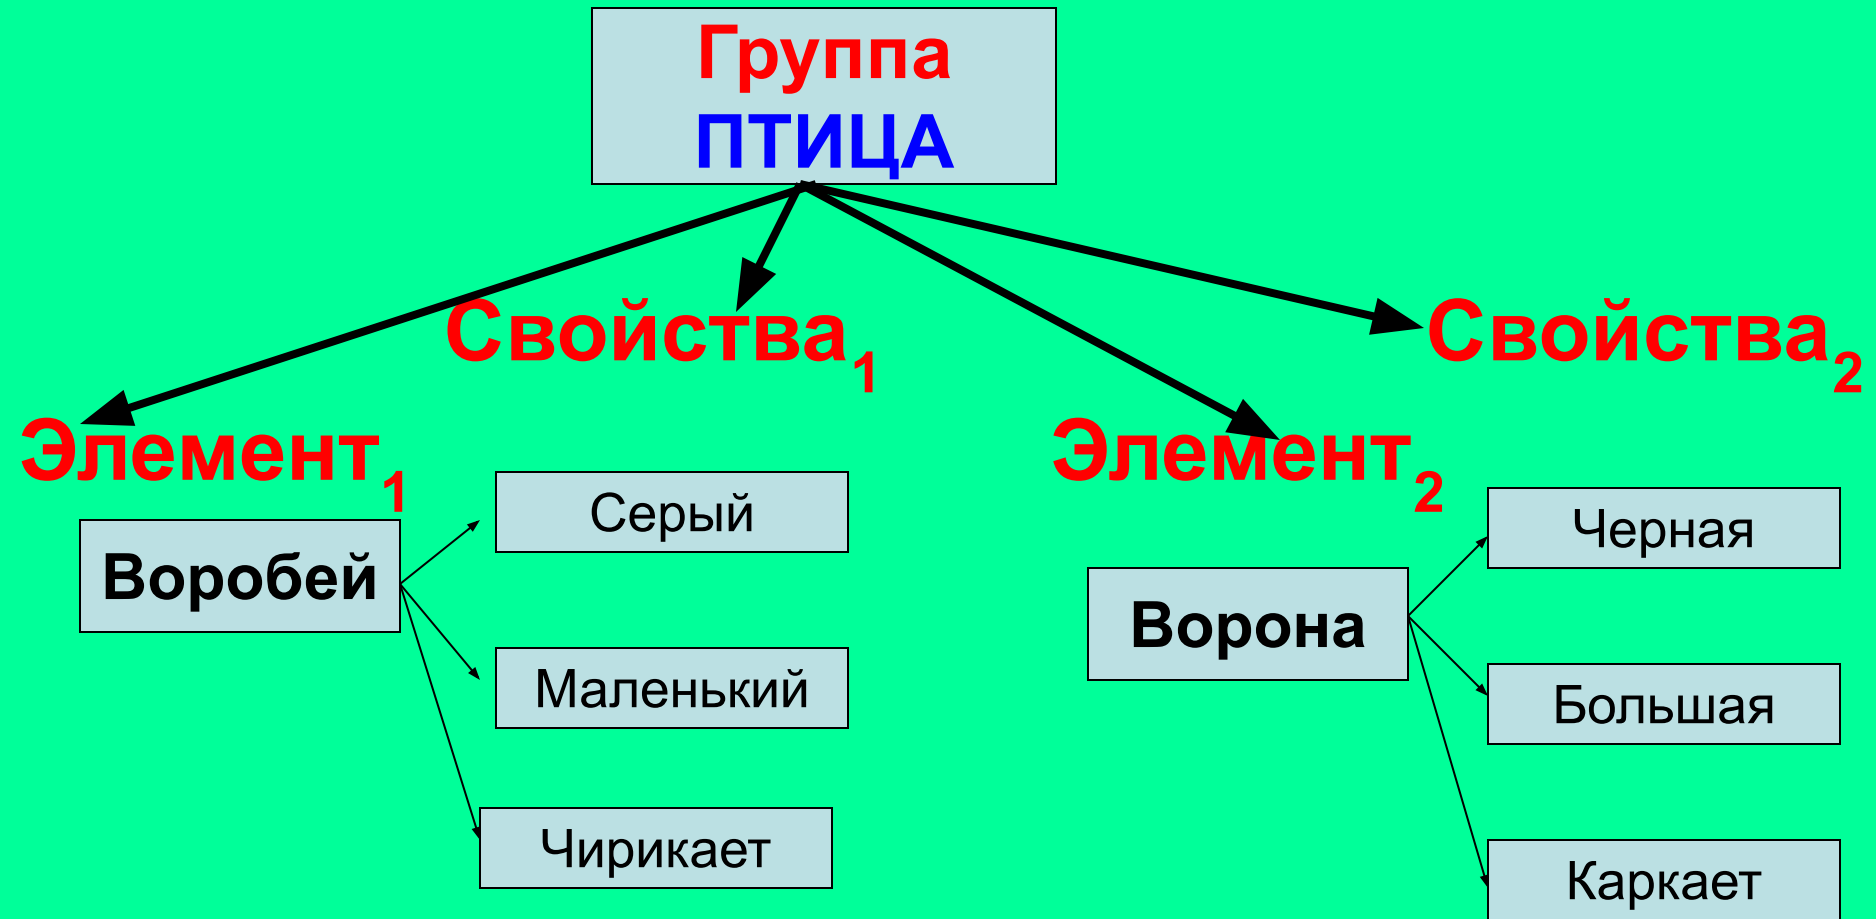 Группа
ПТИЦА
Свойства1
Свойства2
Элемент1
Элемент2
Воробей
Серый
Маленький
Чирикает
Ворона
Черная
Большая
Каркает